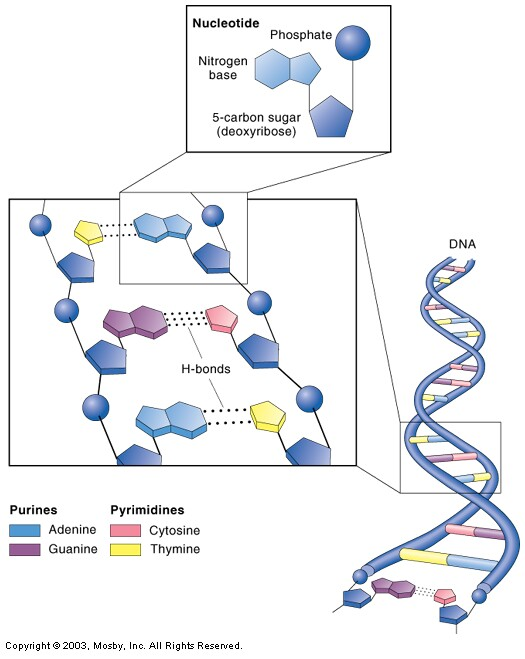 Nucleotide
Phosphate
Nitrogen
base
5-carbon sugar
(deoxyribose)
DNA
H-bonds
Purines
Pyrimidines
Adenine
Cytosine
Guanine
Thymine
Copyright © 2003, Mosby, Inc. All Rights Reserved.